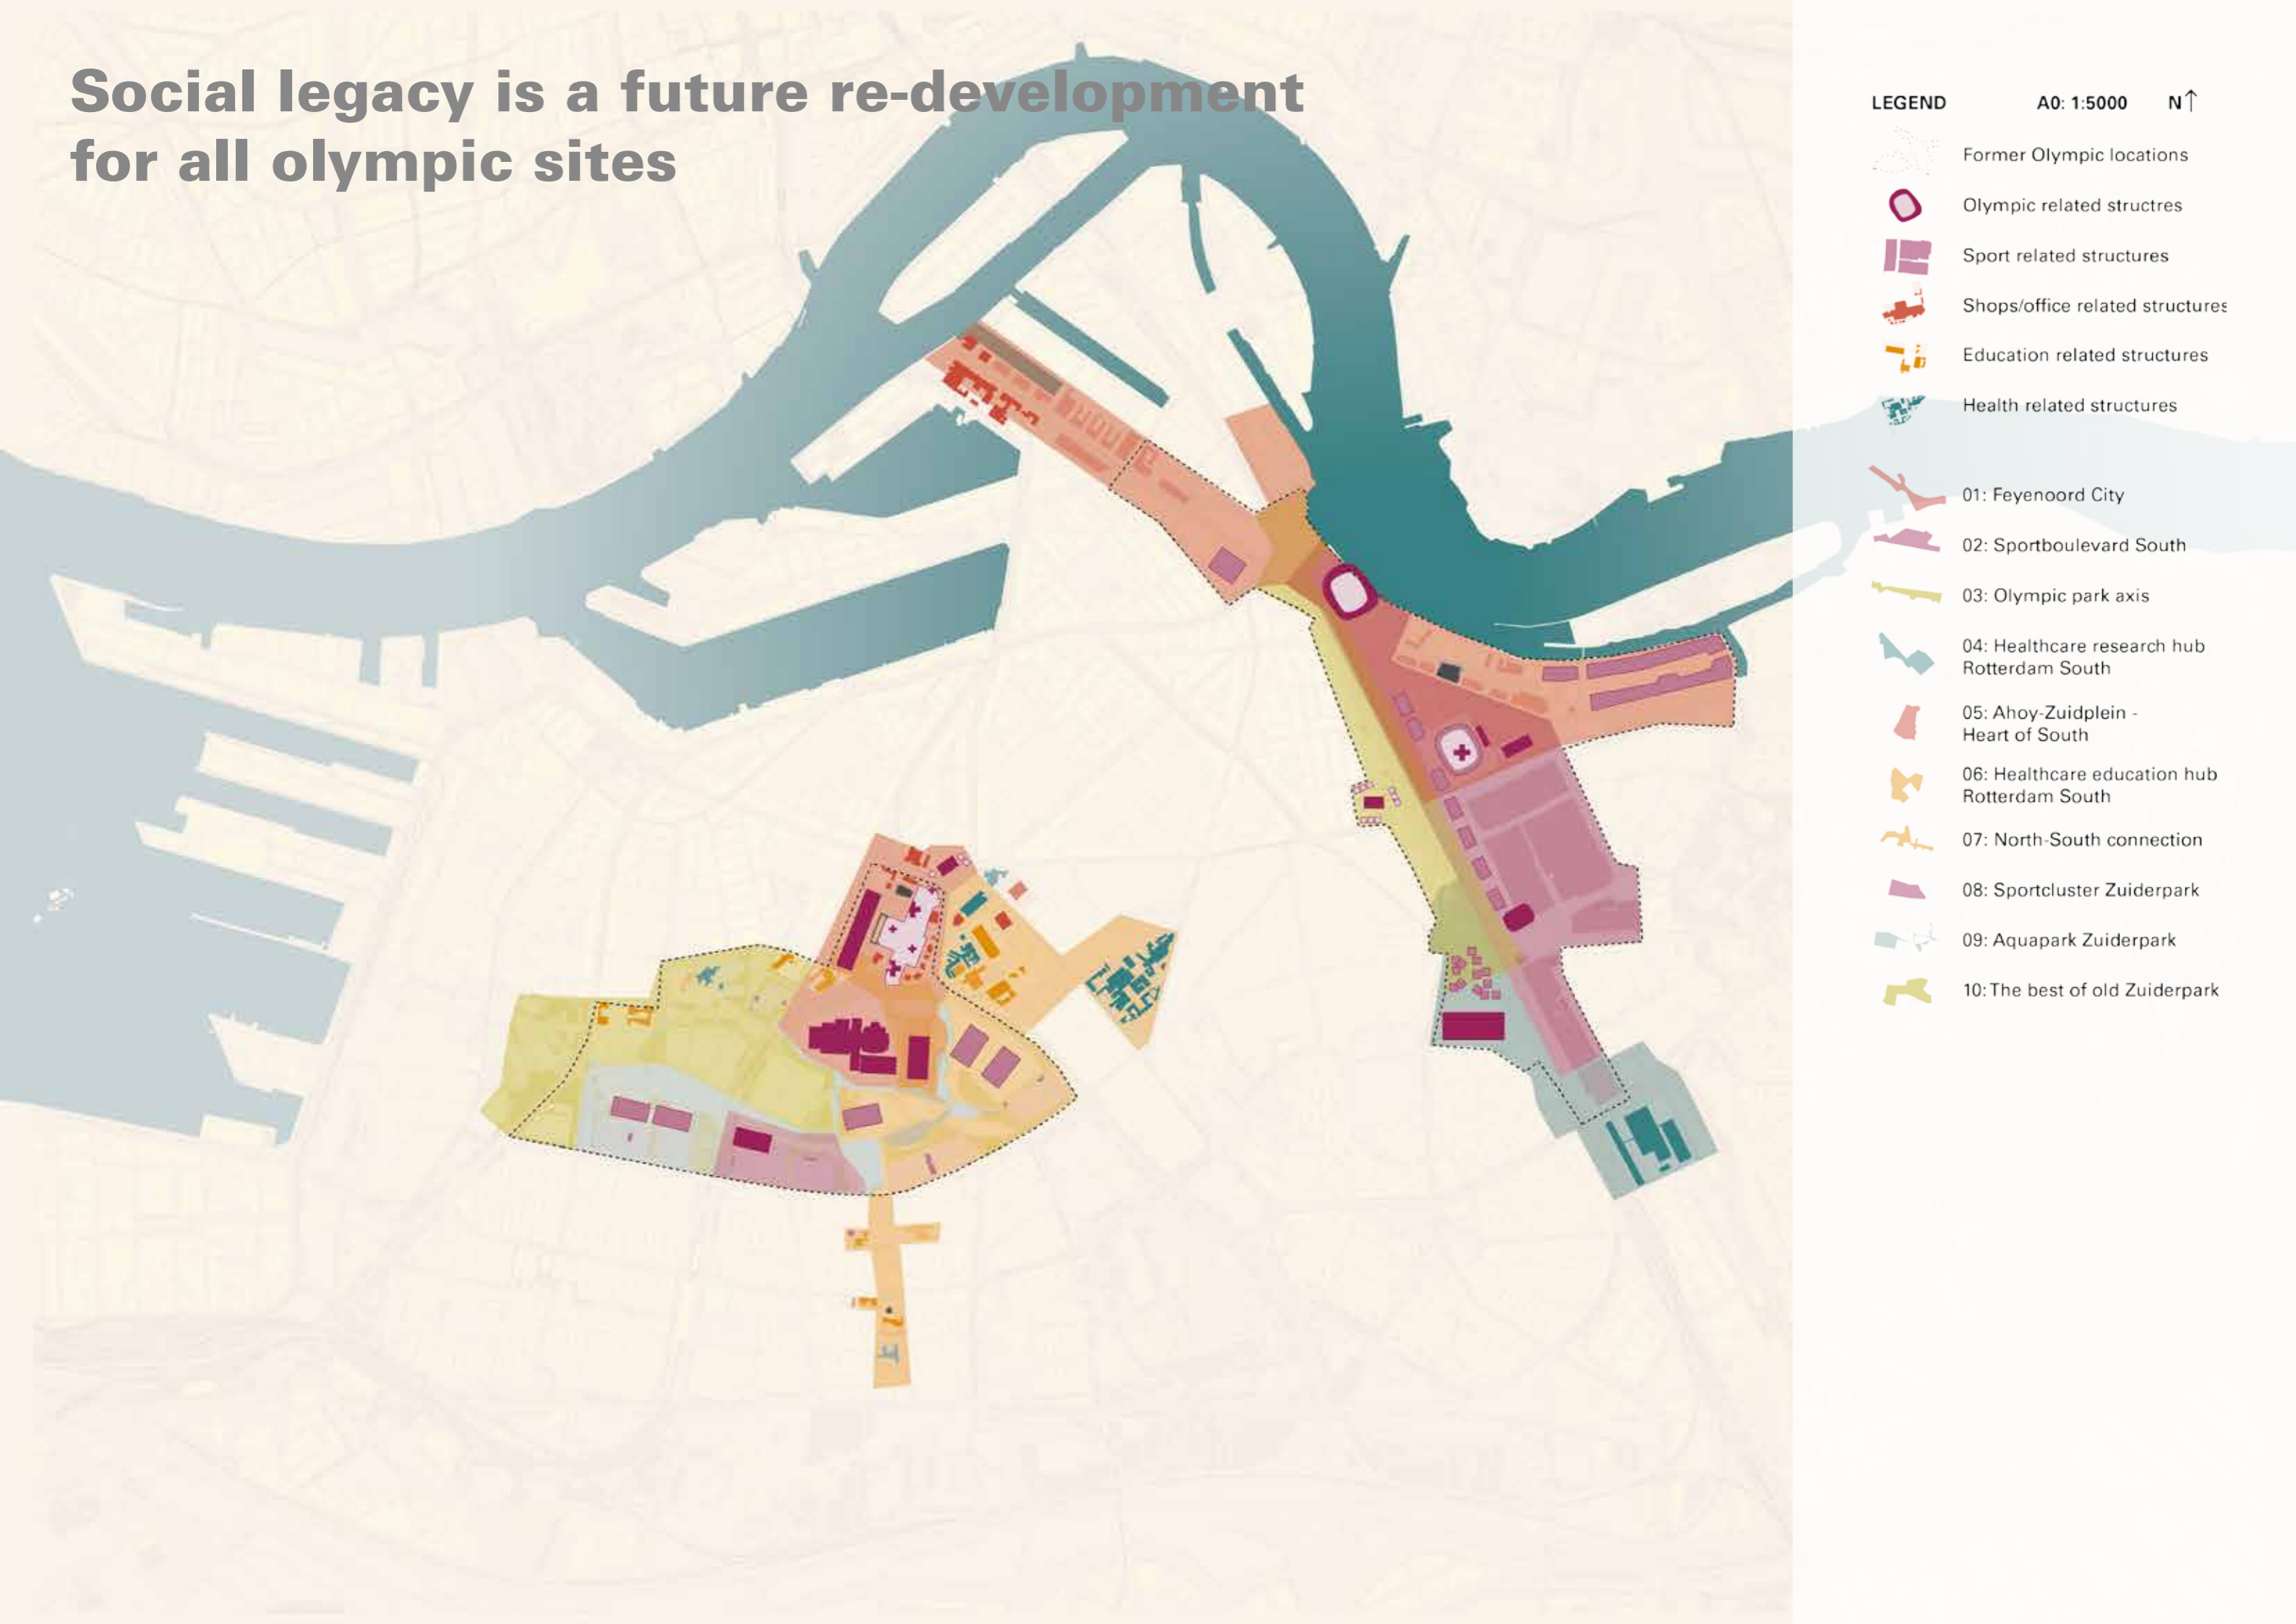 Social legacy is a future re-development
for all olympic sites
LEGEND A0: 1:5000 N↑
Former Olympic locations
Olympic related structres
Sport related structures
Shops/office related structures
Education related structures
Health related structures
01: Feyenoord City
02: Sportboulevard South
03: Olympic park axis
04: Healthcare research hub
Rotterdam South
05: Ahoy-Zuidplein -
Heart of South
06: Healthcare education hub
Rotterdam South
07: North-South connection
08: Sportcluster Zuiderpark
09: Aquapark Zuiderpark
10: The best of old Zuiderpark